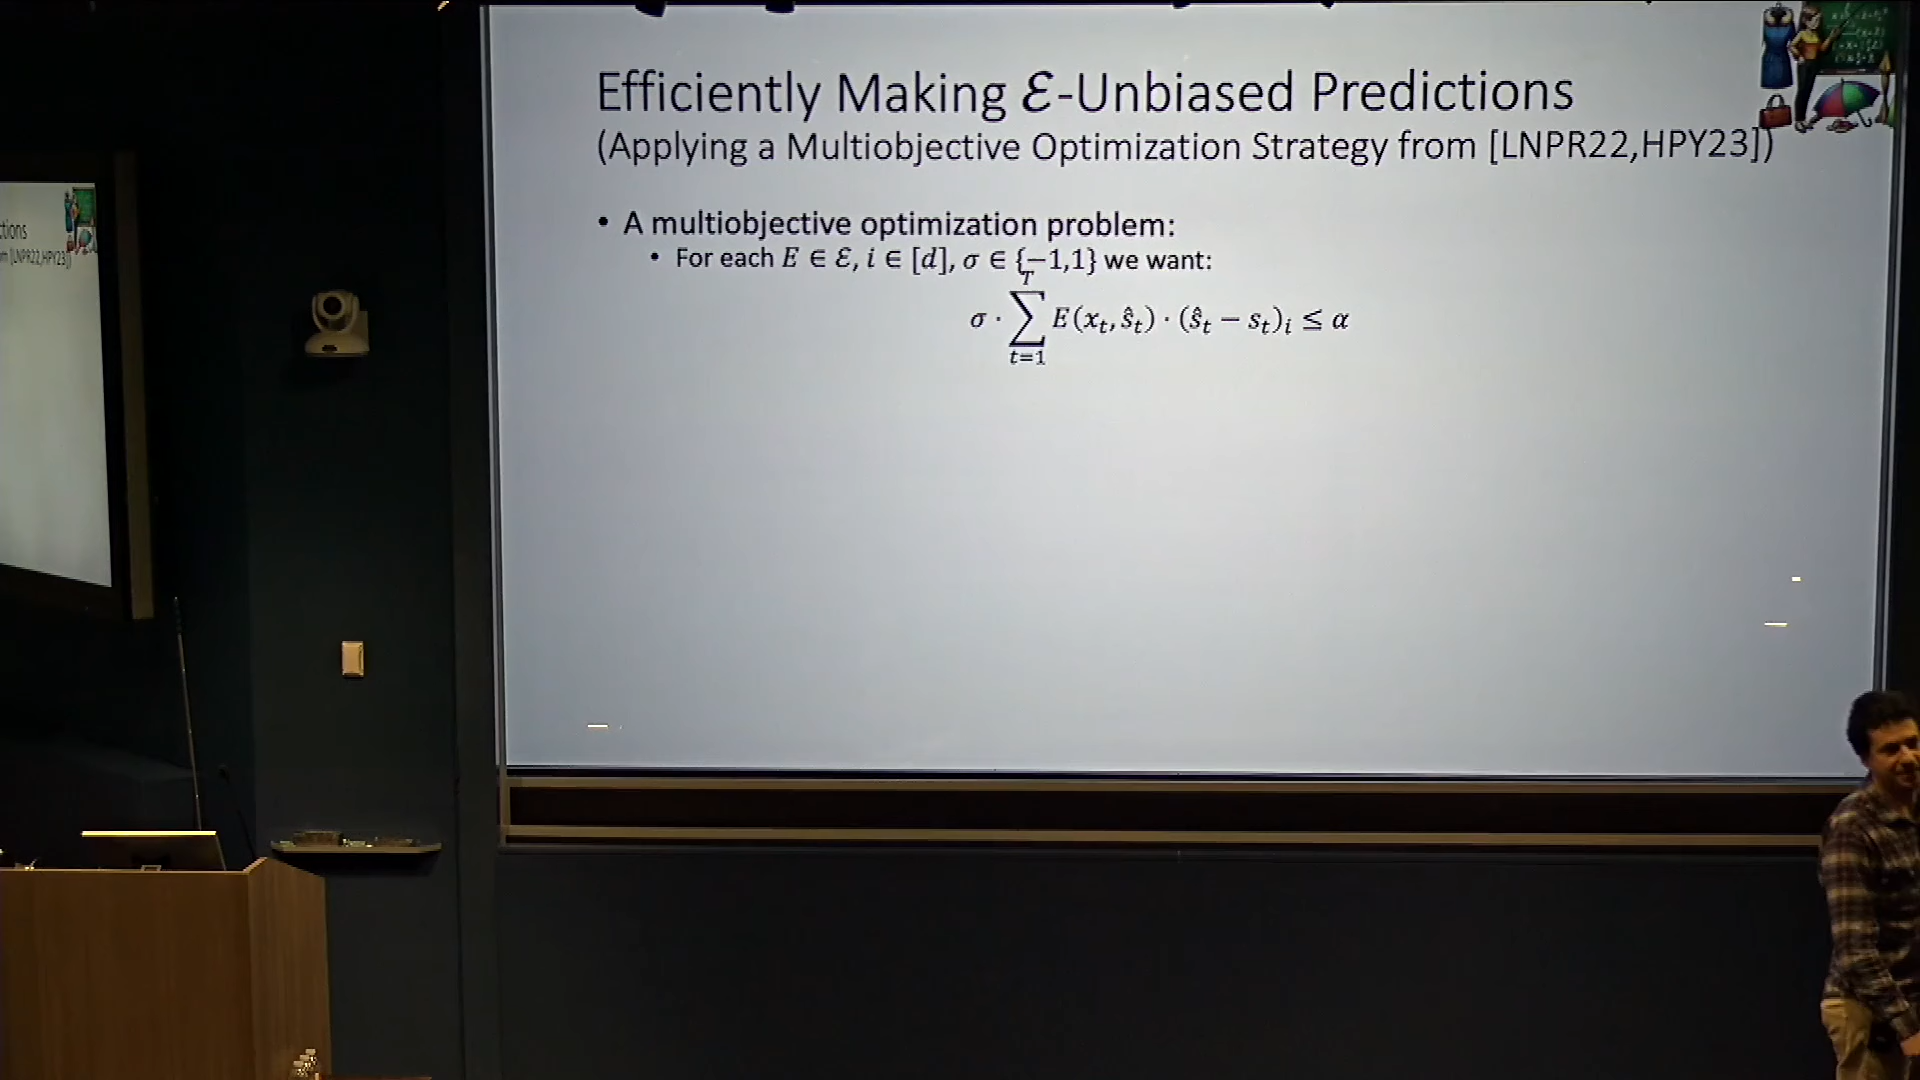 Efficiently Making ℰ-Unbiased Predictions
(Applying a Multiobjective Optimization Strategy from [LNPR22,HPY23])
• A multiobjective optimization problem:
• For each E ∈ ℰ, i ∈ [d], σ ∈ {−1,1} we want:
σ · ∑_{t=1}^{T} E(x_t, ŝ_t) · (ŝ_t − s_t)_i ≤ α